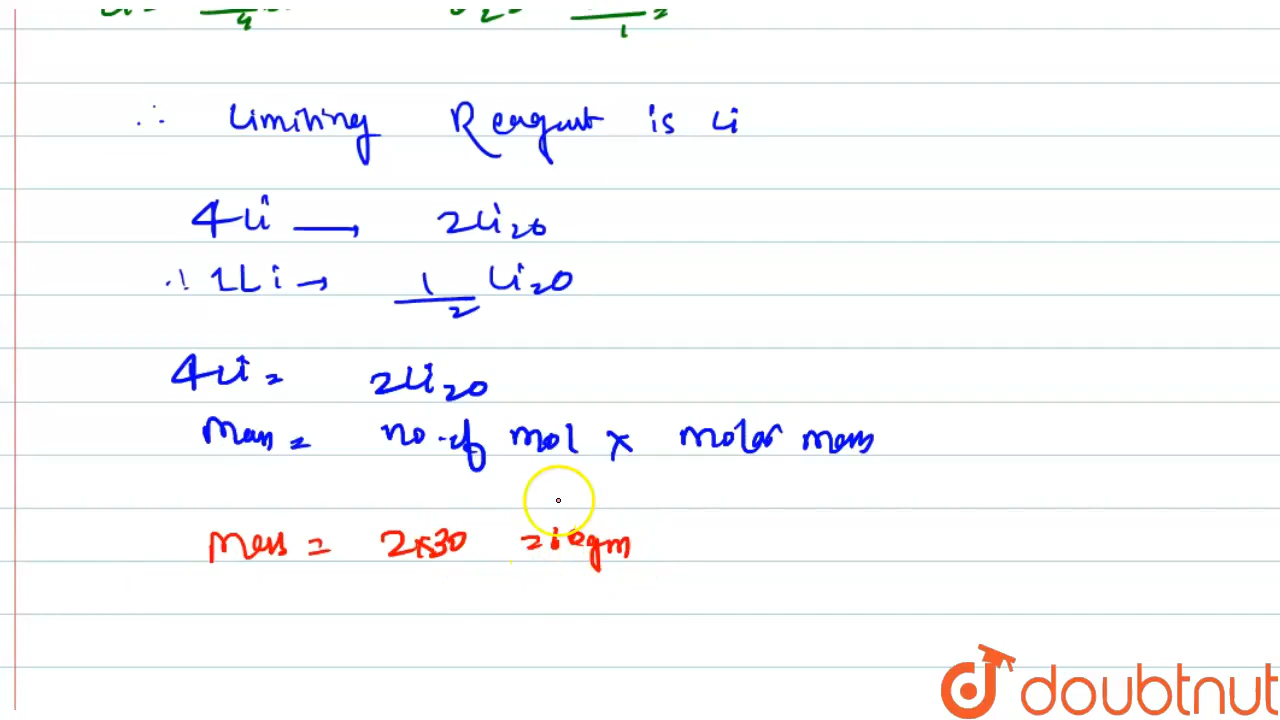 ∴ Limiting Reagent is Li
4Li → 2Li₂O
∴ 1Li → 1/2 Li₂O
4Li = 2Li₂O
Mass = no. of mol × molar mass
Mass = 2×30 = 60gm
doubtnut